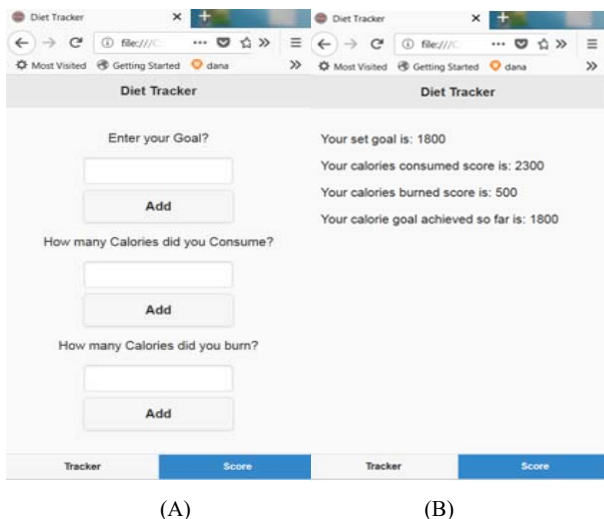 Diet Tracker
file:///C
Most Visited Getting Started dana
Diet Tracker
Enter your Goal?
Add
How many Calories did you Consume?
Add
How many Calories did you burn?
Add
Tracker Score
(A)
Diet Tracker
file:///C
Most Visited Getting Started dana
Diet Tracker
Your set goal is: 1800
Your calories consumed score is: 2300
Your calories burned score is: 500
Your calorie goal achieved so far is: 1800
Tracker Score
(B)